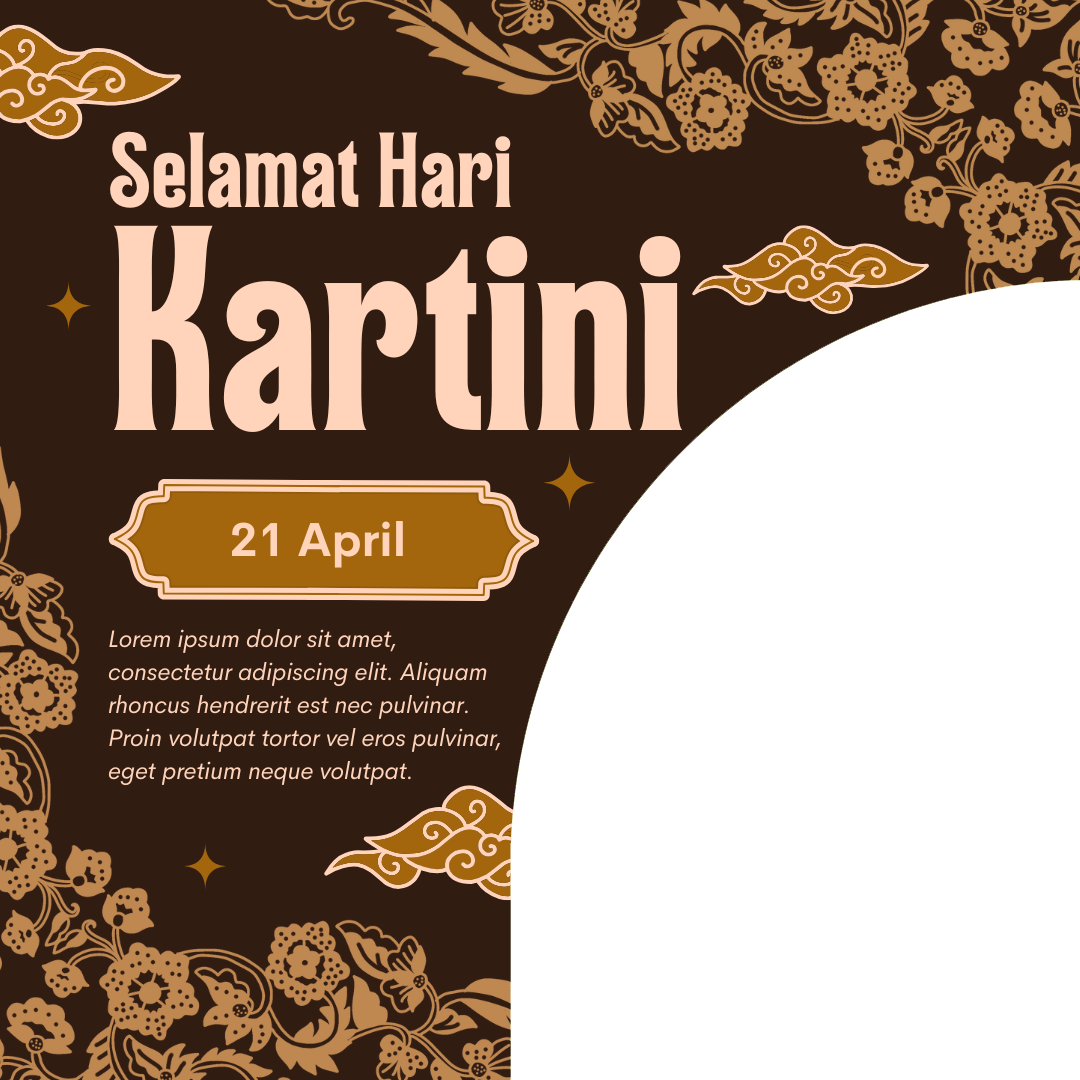 Selamat Hari
Kartini
21 April
Lorem ipsum dolor sit amet,
consectetur adipiscing elit. Aliquam
rhoncus hendrerit est nec pulvinar.
Proin volutpat tortor vel eros pulvinar,
eget pretium neque volutpat.